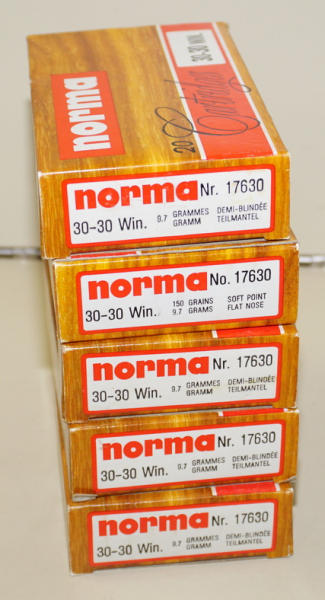 norma
20 Cartridges
30-30 WIN.
norma Nr. 17630
30-30 Win. 9.7 GRAMMES DEMI-BLINDÉE
GRAMM TEILMANTEL
norma No. 17630
30-30 Win. 150 GRAINS SOFT POINT
9.7 GRAMS FLAT NOSE
norma Nr. 17630
30-30 Win. 9.7 GRAMMES DEMI-BLINDÉE
GRAMM TEILMANTEL
norma Nr. 17630
30-30 Win. 9.7 GRAMMES DEMI-BLINDÉE
GRAMM TEILMANTEL
norma Nr. 17630
30-30 Win. 9.7 GRAMMES DEMI-BLINDÉE
GRAMM TEILMANTEL